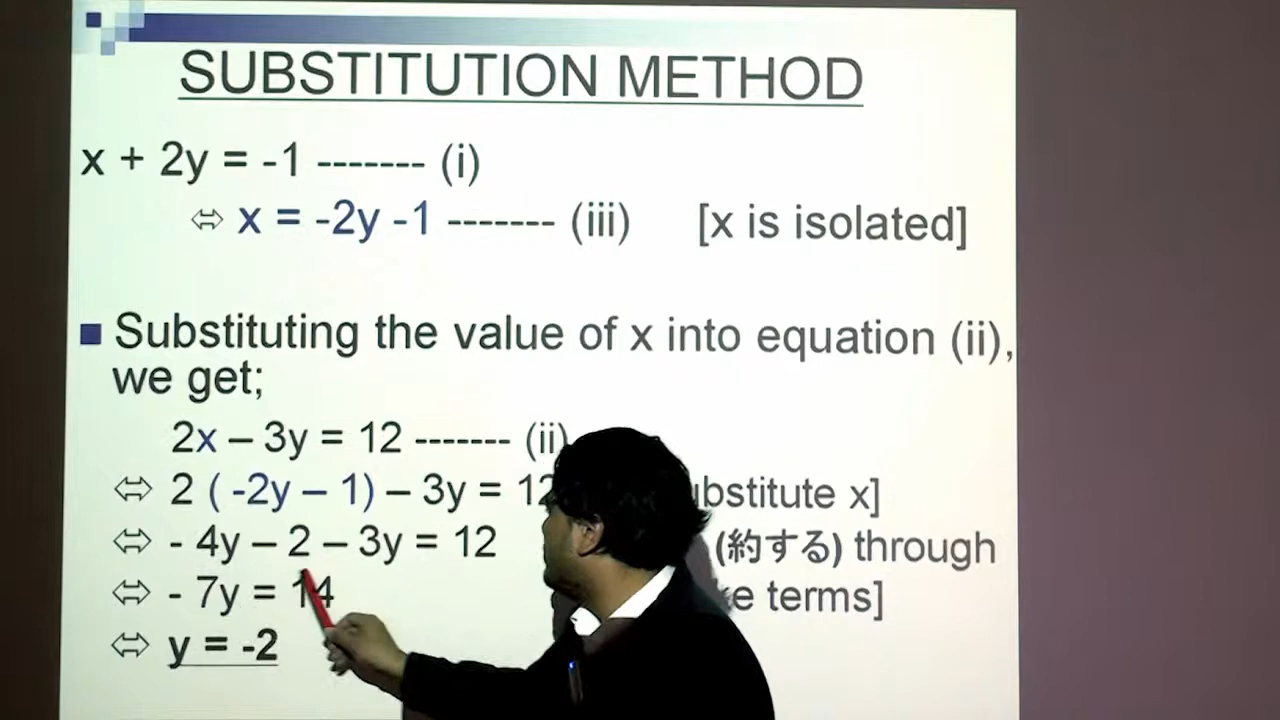 SUBSTITUTION METHOD
x + 2y = -1 ------- (i)
⇔ x = -2y -1 ------- (iii) [x is isolated]
Substituting the value of x into equation (ii),
we get;
2x – 3y = 12 ------- (ii)
⇔ 2 ( -2y – 1) – 3y = 12 x]
⇔ - 4y – 2 – 3y = 12 (約する) through
⇔ - 7y = 14 terms]
⇔ y = -2